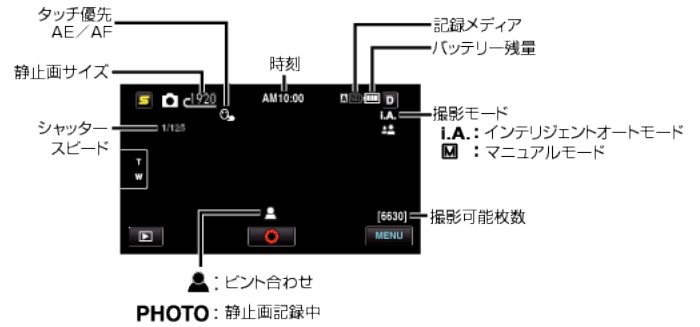 タッチ優先
AE／AF
記録メディア
バッテリー残量
時刻
静止画サイズ
S 1920 AM10:00 D
i.A.
撮影モード
i.A.：インテリジェントオートモード
M ：マニュアルモード
シャッター
スピード
1/125
T
W
[6630]
撮影可能枚数
MENU
：ピント合わせ
PHOTO：静止画記録中